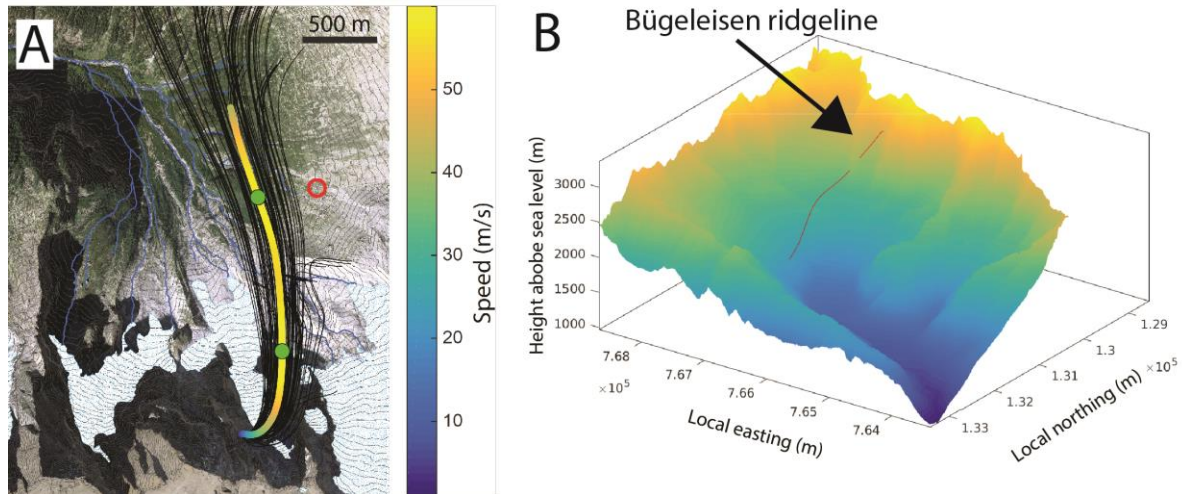 A
500 m
50
40
30
20
10
Speed (m/s)
B
Bügeleisen ridgeline
Height abobe sea level (m)
3000
2500
2000
1500
1000
7.68
7.67
7.66
7.65
7.64
×10⁵
Local easting (m)
1.29
1.3
1.31
1.32
1.33
×10⁵
Local northing (m)